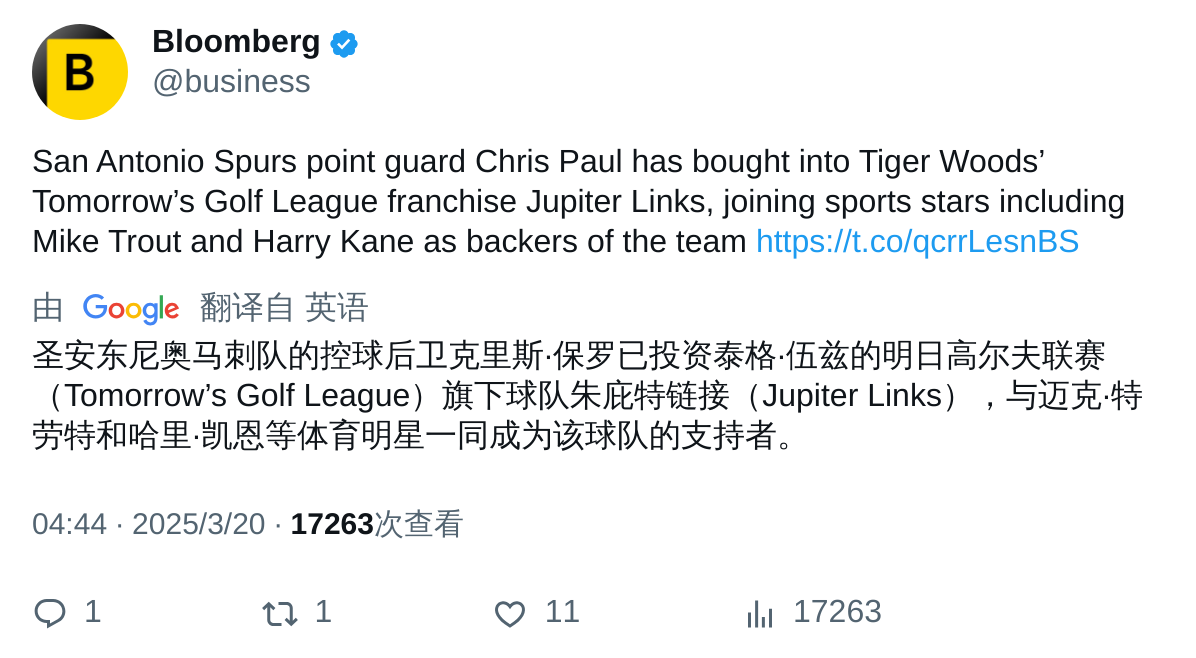 B
Bloomberg
@business
San Antonio Spurs point guard Chris Paul has bought into Tiger Woods’
Tomorrow’s Golf League franchise Jupiter Links, joining sports stars including
Mike Trout and Harry Kane as backers of the team https://t.co/qcrrLesnBS
由 Google 翻译自 英语
圣安东尼奥马刺队的控球后卫克里斯·保罗已投资泰格·伍兹的明日高尔夫联赛
（Tomorrow’s Golf League）旗下球队朱庇特链接（Jupiter Links），与迈克·特
劳特和哈里·凯恩等体育明星一同成为该球队的支持者。
04:44 · 2025/3/20 · 17263次查看
1 1 11 17263